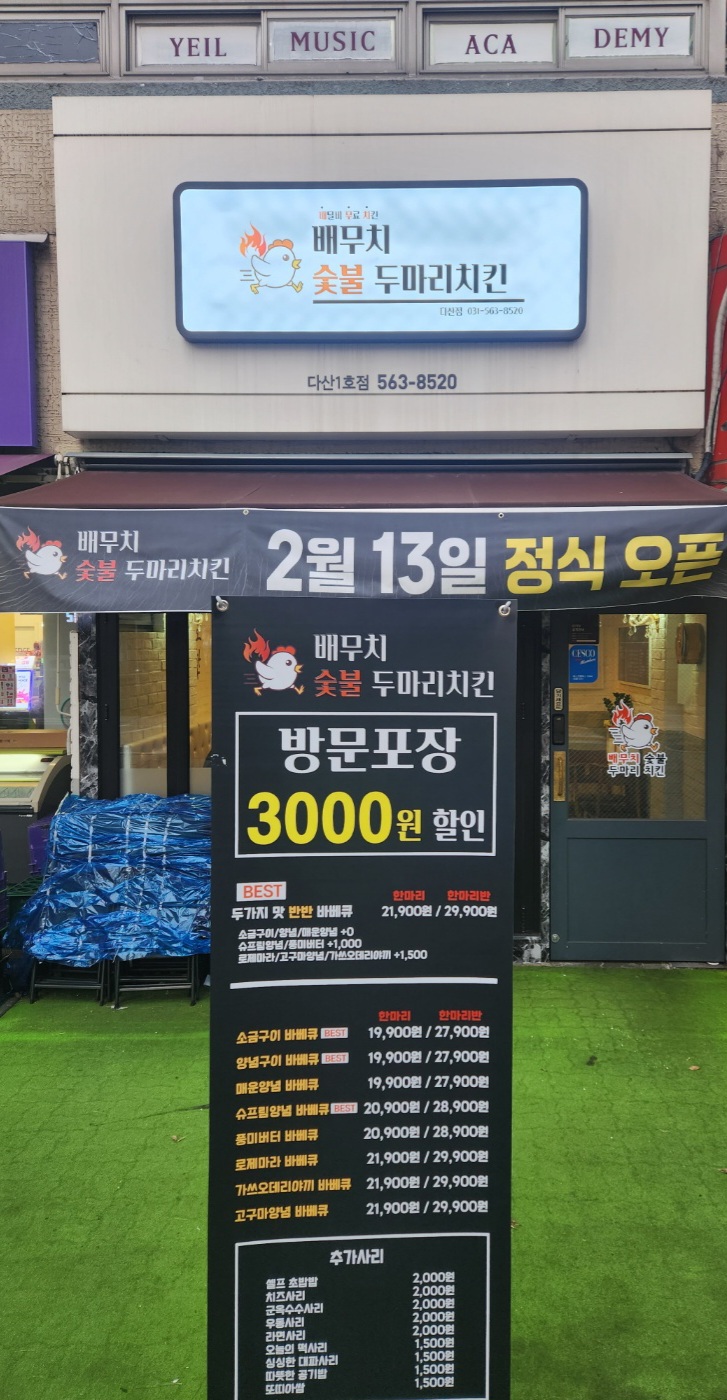 YEIL MUSIC ACADEMY
배달비 무료 치킨
배무치
숯불 두마리치킨
다산점 031-563-8520
다산1호점 563-8520
배무치
숯불 두마리치킨
2월 13일 정식 오픈
배무치
숯불 두마리치킨
방문포장
3000원 할인
CESCO
배무치 숯불
두마리 치킨
BEST
한마리 한마리반
두가지 맛 반반 바베큐 21,900원 / 29,900원
소금구이/양념/매운양념 +0
슈프림양념/풍미버터 +1,000
로제마라/고구마양념/가쓰오데리야끼 +1,500
한마리 한마리반
소금구이 바베큐 BEST 19,900원 / 27,900원
양념구이 바베큐 BEST 19,900원 / 27,900원
매운양념 바베큐 19,900원 / 27,900원
슈프림양념 바베큐 BEST 20,900원 / 28,900원
풍미버터 바베큐 20,900원 / 28,900원
로제마라 바베큐 21,900원 / 29,900원
가쓰오데리야끼 바베큐 21,900원 / 29,900원
고구마양념 바베큐 21,900원 / 29,900원
추가사리
셀프 초밥밥 2,000원
치즈사리 2,000원
군옥수수사리 2,000원
우동사리 2,000원
라면사리 2,000원
오늘의 떡사리 1,500원
싱싱한 대파사리 1,500원
따뜻한 공기밥 1,500원
또띠아쌈 1,500원